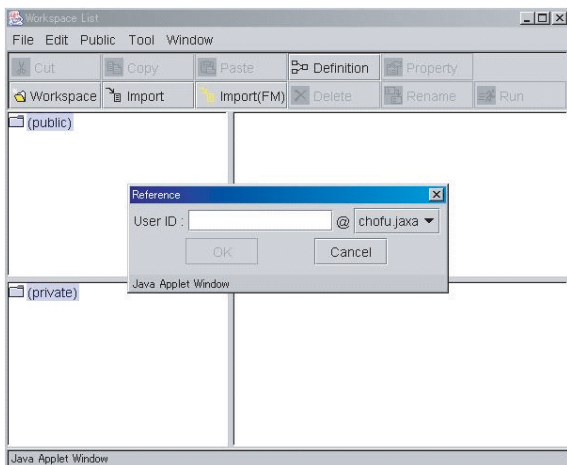 Workspace List
File Edit Public Tool Window
Cut Copy Paste Definition Property
Workspace Import Import(FM) Delete Rename Run
(public)
Reference
User ID : @ chofu.jaxa
OK Cancel
Java Applet Window
(private)
Java Applet Window